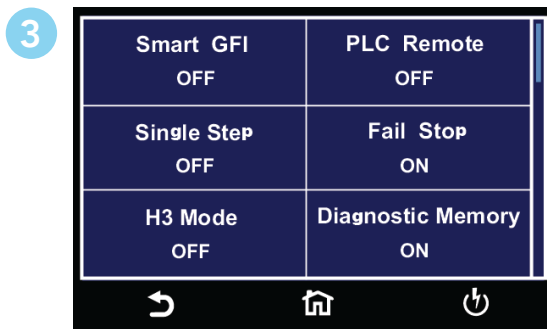 3
Smart GFI
OFF
PLC Remote
OFF
Single Step
OFF
Fail Stop
ON
H3 Mode
OFF
Diagnostic Memory
ON